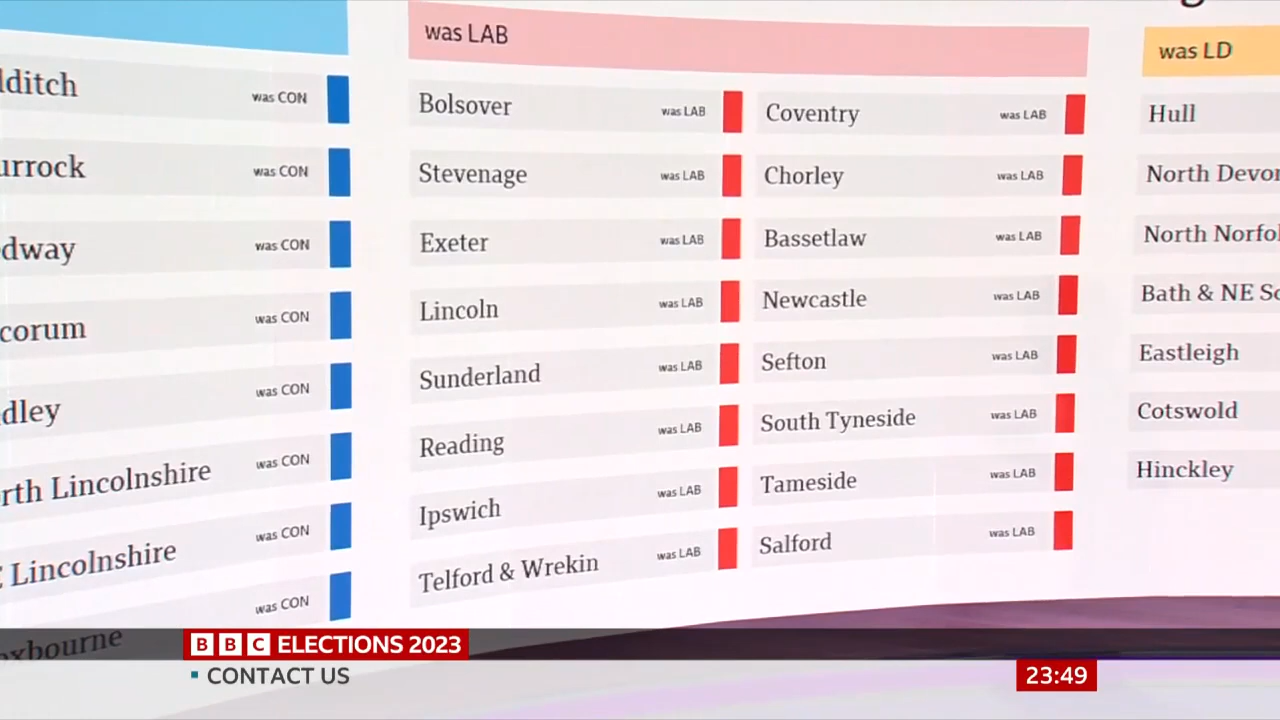 was LAB
was LD
lditch was CON
urrock was CON
dway was CON
corum was CON
dley was CON
rth Lincolnshire was CON
Lincolnshire was CON
xbourne was CON
Bolsover was LAB
Stevenage was LAB
Exeter was LAB
Lincoln was LAB
Sunderland was LAB
Reading was LAB
Ipswich was LAB
Telford & Wrekin was LAB
Coventry was LAB
Chorley was LAB
Bassetlaw was LAB
Newcastle was LAB
Sefton was LAB
South Tyneside was LAB
Tameside was LAB
Salford was LAB
Hull
North Devon
North Norfol
Bath & NE So
Eastleigh
Cotswold
Hinckley
BBC ELECTIONS 2023
CONTACT US
23:49